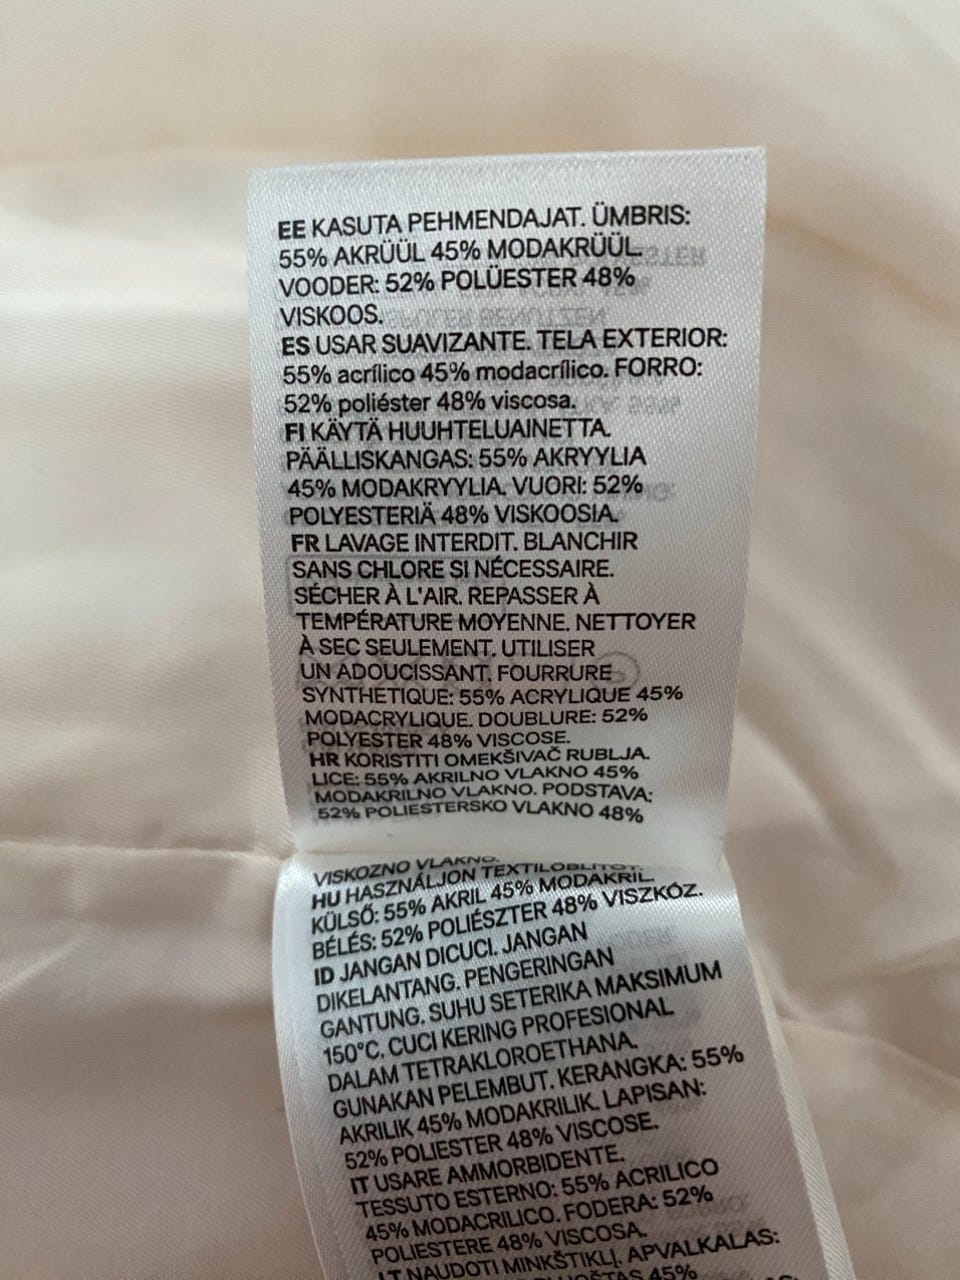 EE KASUTA PEHMENDAJAT. ÜMBRIS:
55% AKRÜÜL 45% MODAKRÜÜL
VOODER: 52% POLÜESTER 48%
VISKOOS.
ES USAR SUAVIZANTE. TELA EXTERIOR:
55% acrílico 45% modacrílico. FORRO:
52% poliéster 48% viscosa.
FI KÄYTÄ HUUHTELUAINETTA.
PÄÄLLISKANGAS: 55% AKRYYLIA
45% MODAKRYYLIA. VUORI: 52%
POLYESTERIÄ 48% VISKOOSIA.
FR LAVAGE INTERDIT. BLANCHIR
SANS CHLORE SI NÉCESSAIRE.
SÉCHER À L'AIR. REPASSER À
TEMPÉRATURE MOYENNE. NETTOYER
À SEC SEULEMENT. UTILISER
UN ADOUCISSANT. FOURRURE
SYNTHETIQUE: 55% ACRYLIQUE 45%
MODACRYLIQUE. DOUBLURE: 52%
POLYESTER 48% VISCOSE.
HR KORISTITI OMEKŠIVAČ RUBLJA.
LICE: 55% AKRILNO VLAKNO 45%
MODAKRILNO VLAKNO. PODSTAVA:
52% POLIESTERSKO VLAKNO 48%
VISKOZNO VLAKNO.
HU HASZNÁLJON
KÜLSŐ: 55% AKRIL 45% MODAKRIL.
BÉLÉS: 52% POLIÉSZTER 48% VISZKÓZ.
ID JANGAN DICUCI. JANGAN
DIKELANTANG. PENGERINGAN
GANTUNG. SUHU SETERIKA MAKSIMUM
150°C. CUCI KERING PROFESIONAL
DALAM TETRAKLOROETHANA.
GUNAKAN PELEMBUT. KERANGKA: 55%
AKRILIK 45% MODAKRILIK. LAPISAN:
52% POLIESTER 48% VISCOSE.
IT USARE AMMORBIDENTE.
TESSUTO ESTERNO: 55% ACRILICO
45% MODACRILICO. FODERA: 52%
POLIESTERE 48% VISCOSA.
LT NAUDOTI MINKŠTIKLĮ. APVALKALAS:
45%